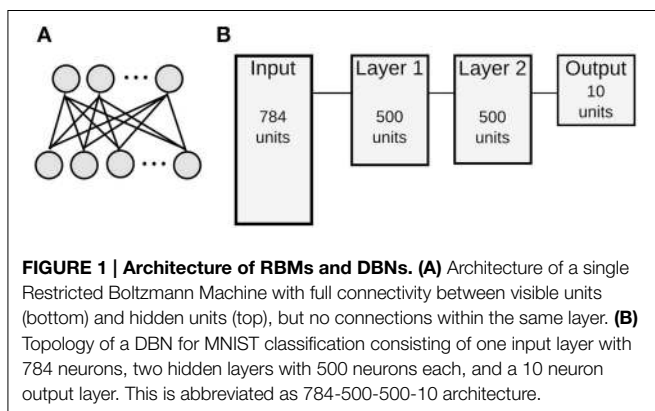 A
B
Input
784
units
Layer 1
500
units
Layer 2
500
units
Output
10
units
FIGURE 1 | Architecture of RBMs and DBNs. (A) Architecture of a single
Restricted Boltzmann Machine with full connectivity between visible units
(bottom) and hidden units (top), but no connections within the same layer. (B)
Topology of a DBN for MNIST classification consisting of one input layer with
784 neurons, two hidden layers with 500 neurons each, and a 10 neuron
output layer. This is abbreviated as 784-500-500-10 architecture.